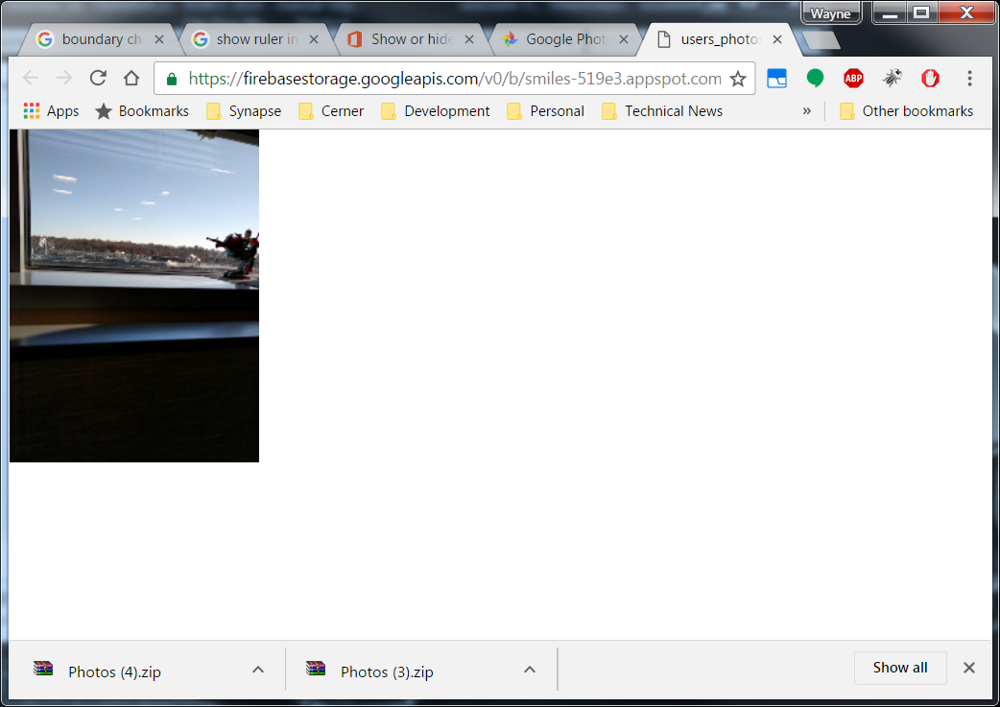 Wayne
boundary ch
show ruler in
Show or hide
Google Phot
users_photo
https://firebasestorage.googleapis.com/v0/b/smiles-519e3.appspot.com
ABP
Apps Bookmarks Synapse Cerner Development Personal Technical News » Other bookmarks
Photos (4).zip Photos (3).zip Show all